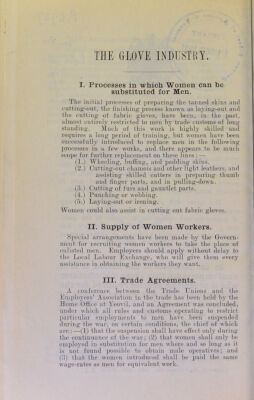 THE GLOVE INDUSTRY.
I. Processes in which Women can be
substituted for Men.
The initial processes of preparing the tanned skins and
cutting-out, the finishing process known as laying-out and
the cutting of fabric gloves, have been, in the past,
almost entirely restricted to men by trade customs of long
standing. Much of this work is highly skilled and
requires a long period of training, but women have been
successfully introduced to replace men in the following
processes in a few works, and there appears to be much
scope for further replacement on these lines:—
(1.) Wheeling, buffing, and padding skins.
(2.) Cutting-out chamois and other light leathers, and
assisting skilled cutters in preparing thumb
and finger parts, and in pulling-down.
(3.) Cutting of turs and gauntlet parts.
(4.) Punching or webbing.
(5.) Laying-out or ironing.
Women could also assist in cutting out fabric gloves.
II. Supply of Women Workers.
Special arrangements have been made by the Govern-
ment for recruiting women workers to take the place of
enlisted men. Employers should apply without delay to
the Local Labour Exchange, who will give them every
assistance in obtaining the workers they want.
III. Trade Agreements.
A conference between the Trade Unions and the
Employers' Association in the trade has been held by the
Home Office at Yeovil, and an Agreement was concluded,
under which all rules and customs operating to restrict
particular employments to men have been suspended
during the war, on certain conditions, the chief of which
are:—(1) that the suspension shall have effect only during
the continuance of the war; (2) that women shall only be
employed in substitution for men where and so long as it
is not found possible to obtain male operatives; and
(3) that the women introduced shall be paid the same
wage-rates as men for equivalent work.